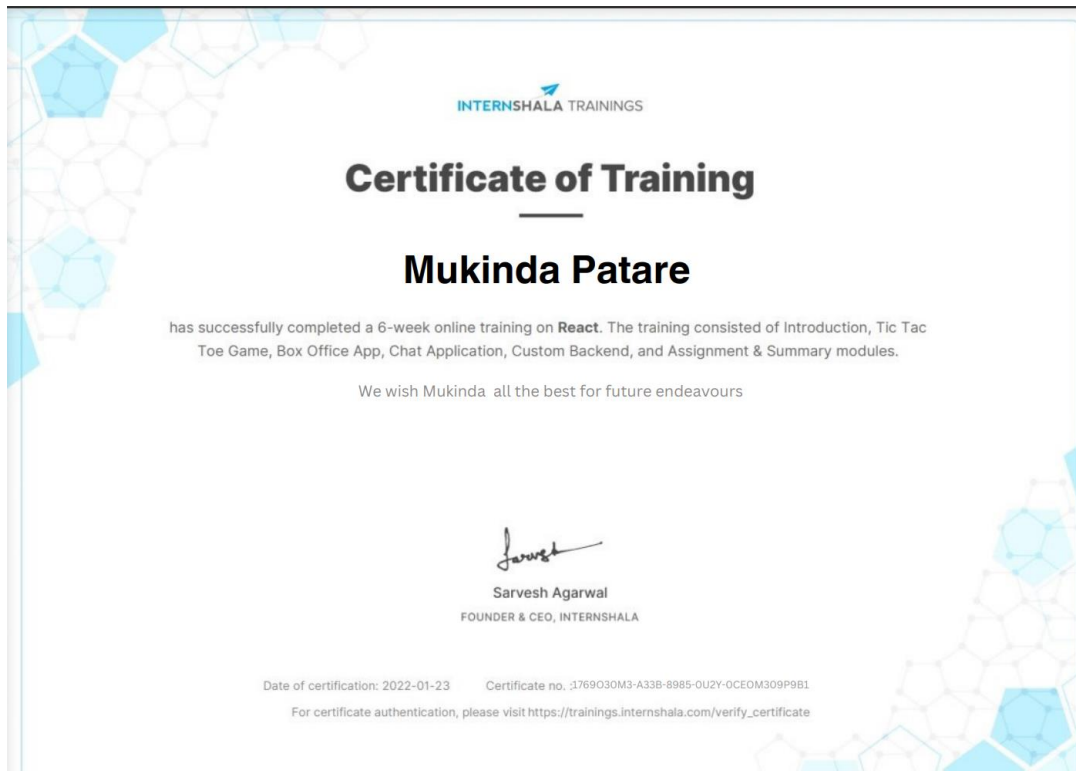 INTERNSHALA TRAININGS
Certificate of Training
Mukinda Patare
has successfully completed a 6-week online training on React. The training consisted of Introduction, Tic Tac
Toe Game, Box Office App, Chat Application, Custom Backend, and Assignment & Summary modules.
We wish Mukinda all the best for future endeavours
Sarvesh
Sarvesh Agarwal
FOUNDER & CEO, INTERNSHALA
Date of certification: 2022-01-23 Certificate no. :1769O30M3-A33B-8985-0U2Y-0CEOM309P9B1
For certificate authentication, please visit https://trainings.internshala.com/verify_certificate